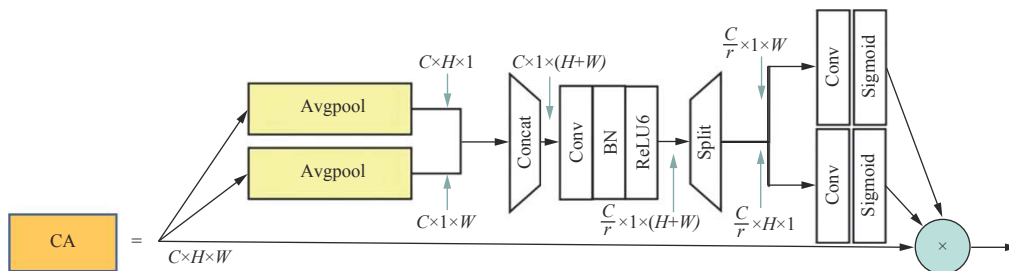 CA
=
C×H×W
Avgpool
Avgpool
C×H×1
C×1×W
Concat
C×1×(H+W)
Conv
BN
ReLU6
C/r ×1×(H+W)
Split
C/r ×1×W
C/r ×H×1
Conv
Sigmoid
Conv
Sigmoid
×